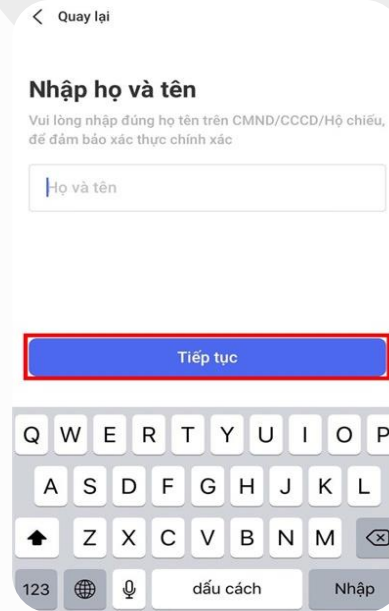 Quay lại
Nhập họ và tên
Vui lòng nhập đúng họ tên trên CMND/CCCD/Hộ chiếu,
để đảm bảo xác thực chính xác
Họ và tên
Tiếp tục
Q W E R T Y U I O P
A S D F G H J K L
Z X C V B N M
123 dấu cách Nhập